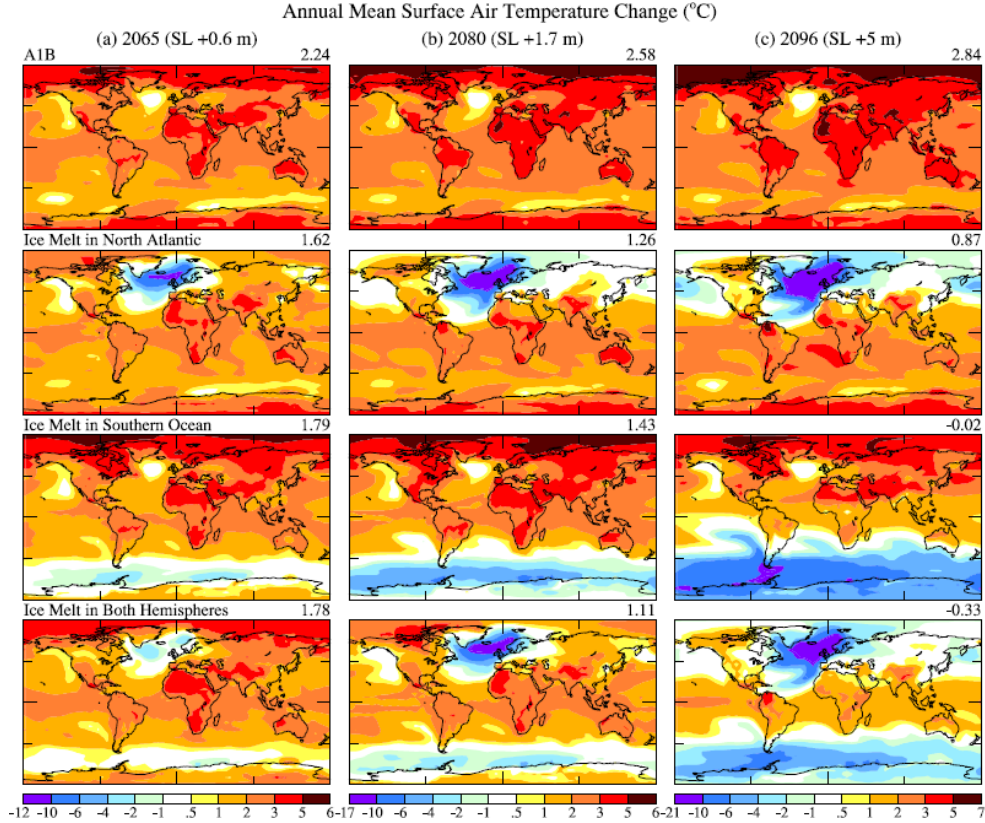 Annual Mean Surface Air Temperature Change (°C)
(a) 2065 (SL +0.6 m) (b) 2080 (SL +1.7 m) (c) 2096 (SL +5 m)
A1B 2.24 2.58 2.84
Ice Melt in North Atlantic 1.62 1.26 0.87
Ice Melt in Southern Ocean 1.79 1.43 -0.02
Ice Melt in Both Hemispheres 1.78 1.11 -0.33
-12 -10 -6 -4 -2 -1 -.5 .5 1 2 3 5 6 -17 -10 -6 -4 -2 -1 -.5 .5 1 2 3 5 6 -21 -10 -6 -4 -2 -1 -.5 .5 1 2 3 5 7